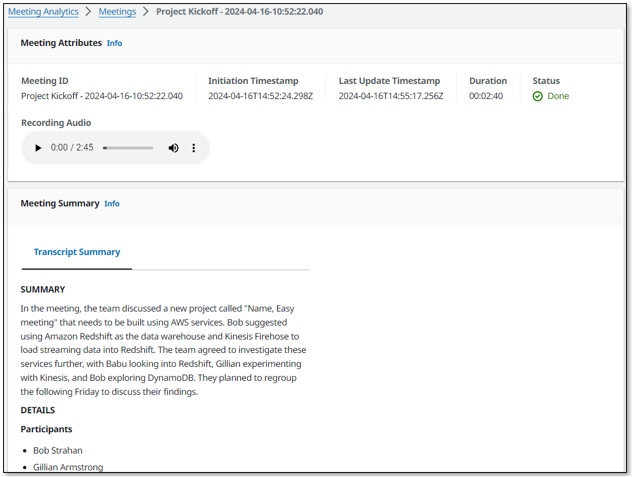 Meeting Analytics > Meetings > Project Kickoff - 2024-04-16-10:52:22.040
Meeting Attributes Info
Meeting ID
Project Kickoff - 2024-04-16-10:52:22.040
Initiation Timestamp
2024-04-16T14:52:24.298Z
Last Update Timestamp
2024-04-16T14:55:17.256Z
Duration
00:02:40
Status
Done
Recording Audio
0:00 / 2:45
Meeting Summary Info
Transcript Summary
SUMMARY
In the meeting, the team discussed a new project called "Name, Easy
meeting" that needs to be built using AWS services. Bob suggested
using Amazon Redshift as the data warehouse and Kinesis Firehose to
load streaming data into Redshift. The team agreed to investigate these
services further, with Babu looking into Redshift, Gillian experimenting
with Kinesis, and Bob exploring DynamoDB. They planned to regroup
the following Friday to discuss their findings.
DETAILS
Participants
• Bob Strahan
• Gillian Armstrong